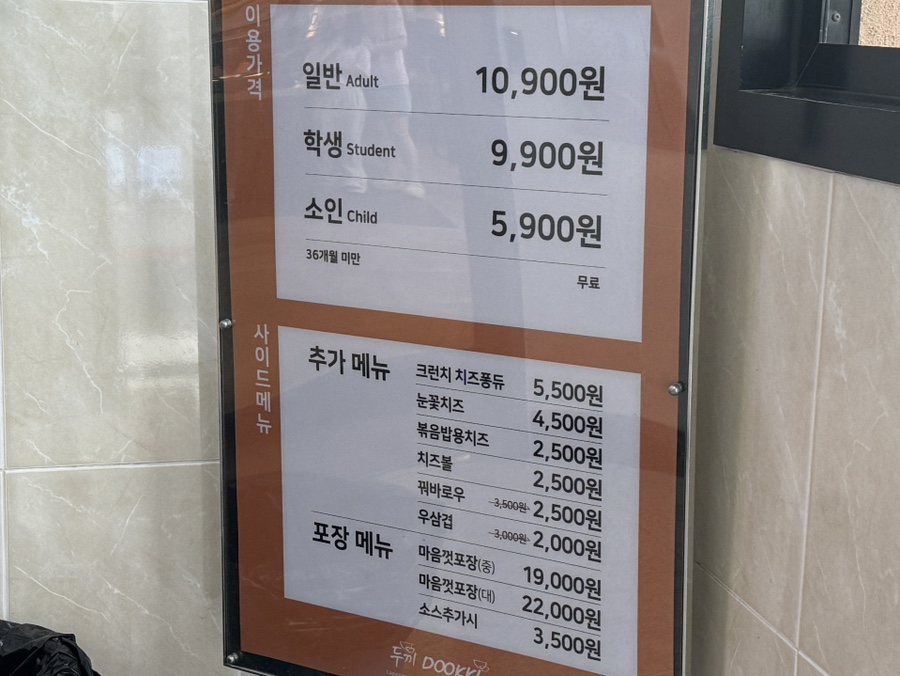 이용가격
일반 Adult 10,900원
학생 Student 9,900원
소인 Child 5,900원
36개월 미만 무료
사이드메뉴
추가 메뉴
크런치 치즈퐁듀 5,500원
눈꽃치즈 4,500원
볶음밥용치즈 2,500원
치즈볼 2,500원
꿔바로우 3,500원 2,500원
우삼겹 3,000원 2,000원
포장 메뉴
마음껏포장(중) 19,000원
마음껏포장(대) 22,000원
소스추가시 3,500원
두끼 DOOKKI